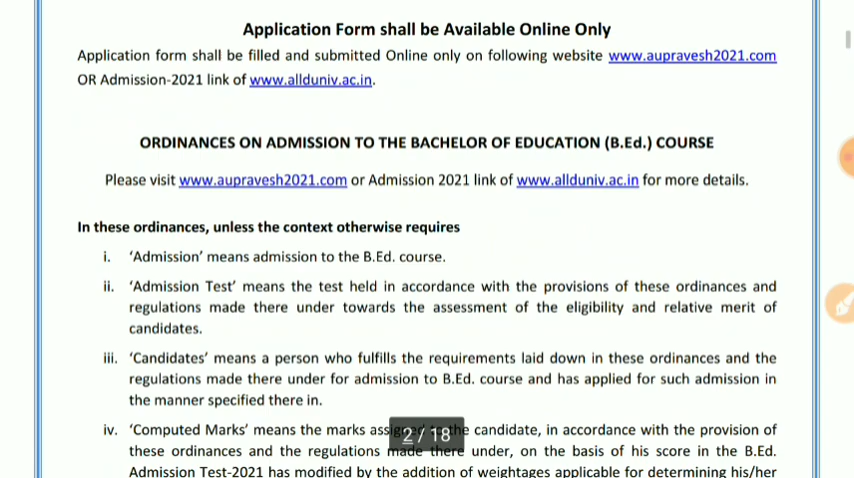 Application Form shall be Available Online Only
Application form shall be filled and submitted Online only on following website www.aupravesh2021.com
OR Admission-2021 link of www.allduniv.ac.in.
ORDINANCES ON ADMISSION TO THE BACHELOR OF EDUCATION (B.Ed.) COURSE
Please visit www.aupravesh2021.com or Admission 2021 link of www.allduniv.ac.in for more details.
In these ordinances, unless the context otherwise requires
i. ‘Admission’ means admission to the B.Ed. course.
ii. ‘Admission Test’ means the test held in accordance with the provisions of these ordinances and
regulations made there under towards the assessment of the eligibility and relative merit of
candidates.
iii. ‘Candidates’ means a person who fulfills the requirements laid down in these ordinances and the
regulations made there under for admission to B.Ed. course and has applied for such admission in
the manner specified there in.
iv. ‘Computed Marks’ means the marks assigned to the candidate, in accordance with the provision of
2 / 18
these ordinances and the regulations made there under, on the basis of his score in the B.Ed.
Admission Test-2021 has modified by the addition of weightages applicable for determining his/her